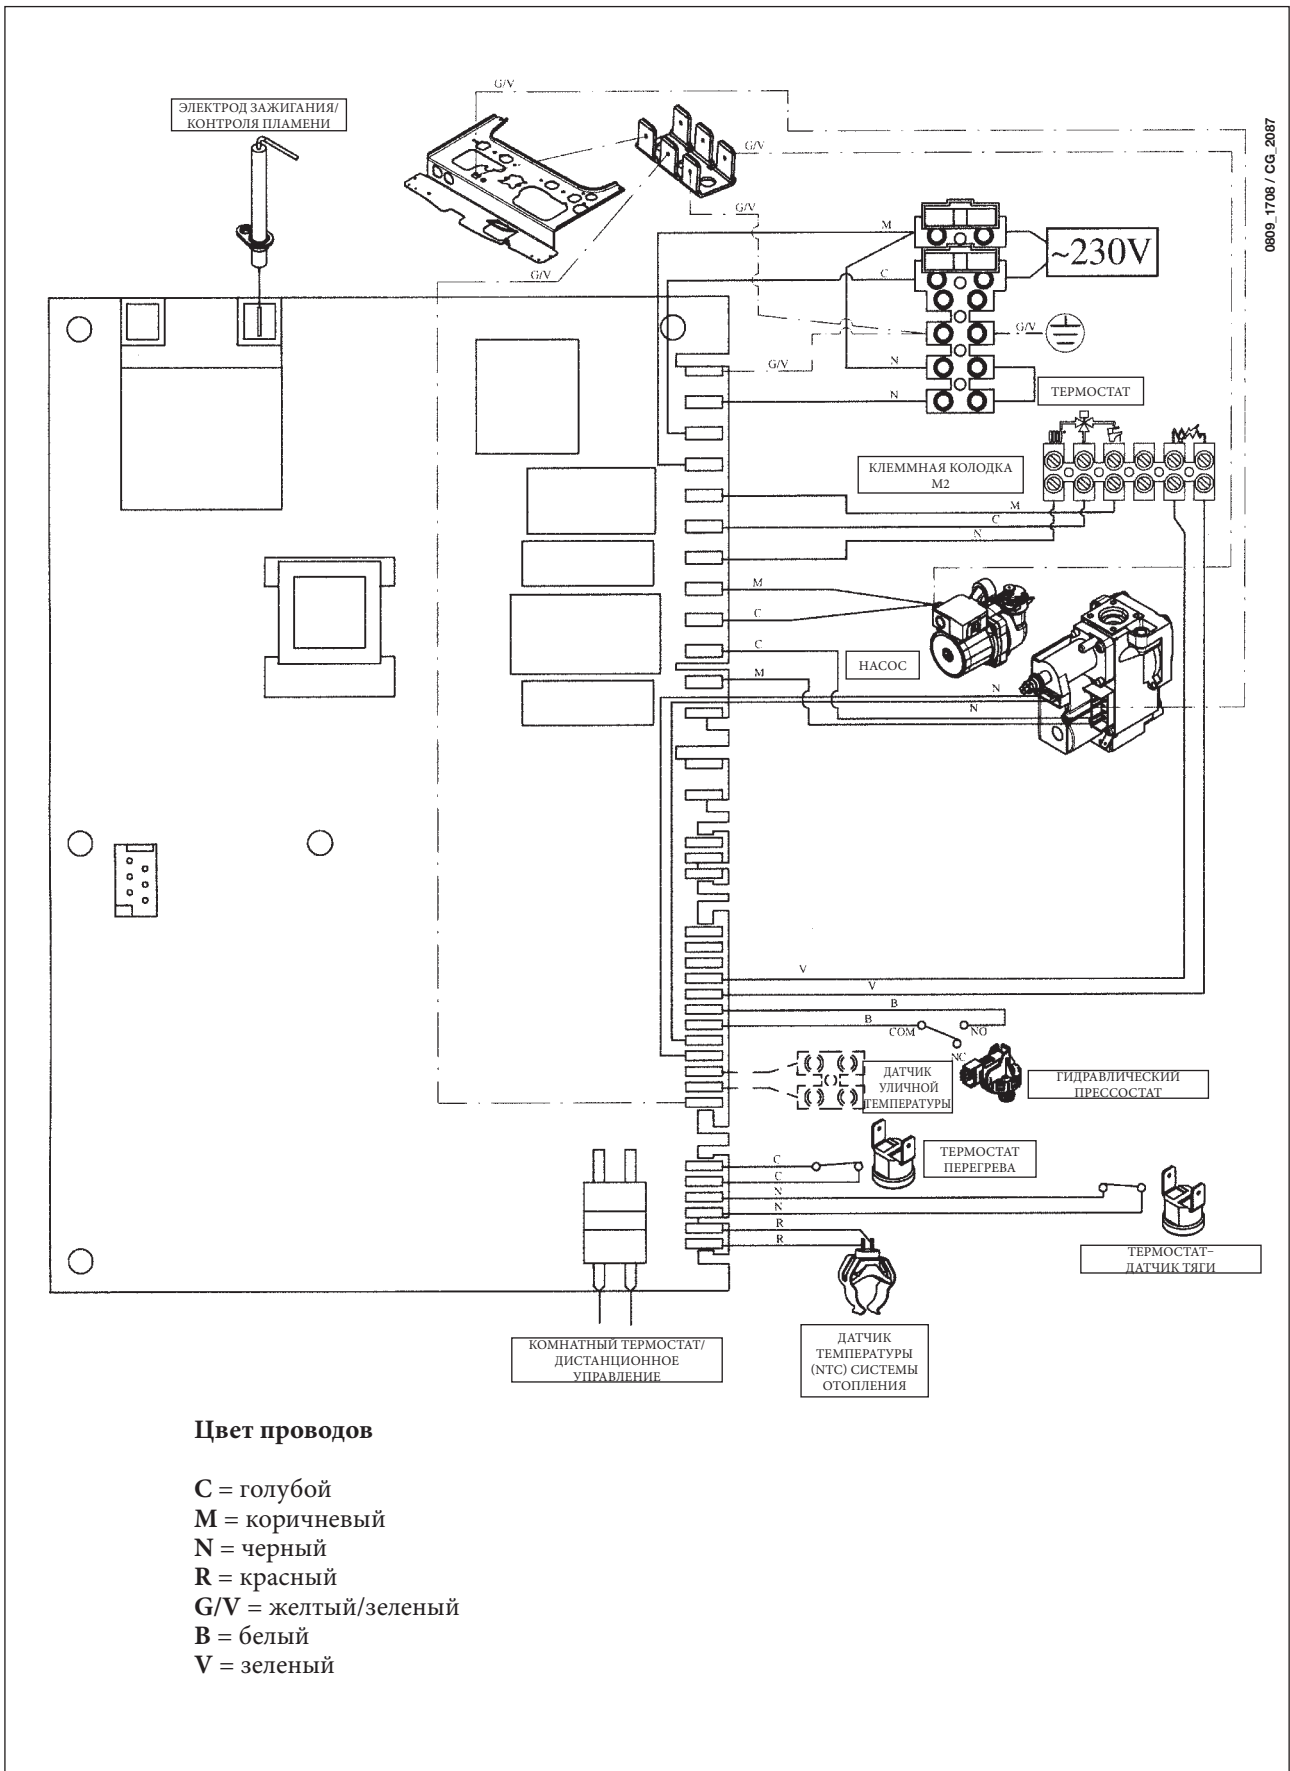 G/V
ЭЛЕКТРОД ЗАЖИГАНИЯ/
КОНТРОЛЯ ПЛАМЕНИ
0809_1708 / CG_2087
G/V
G/V
M
~230V
G/V
C
G/V
G/V
N
ТЕРМОСТАТ
N
КЛЕММНАЯ КОЛОДКА
M2
M
C
N
M
C
C
НАСОС
M
N
N
V
V
B
B
COM
NO
NC
ДАТЧИК
УЛИЧНОЙ
ТЕМПЕРАТУРЫ
ГИДРАВЛИЧЕСКИЙ
ПРЕССОСТАТ
ТЕРМОСТАТ
ПЕРЕГРЕВА
C
C
N
N
R
R
ТЕРМОСТАТ–
ДАТЧИК ТЯГИ
КОМНАТНЫЙ ТЕРМОСТАТ/
ДИСТАНЦИОННОЕ
УПРАВЛЕНИЕ
ДАТЧИК
ТЕМПЕРАТУРЫ
(NTC) СИСТЕМЫ
ОТОПЛЕНИЯ
Цвет проводов
C = голубой
M = коричневый
N = черный
R = красный
G/V = желтый/зеленый
B = белый
V = зеленый